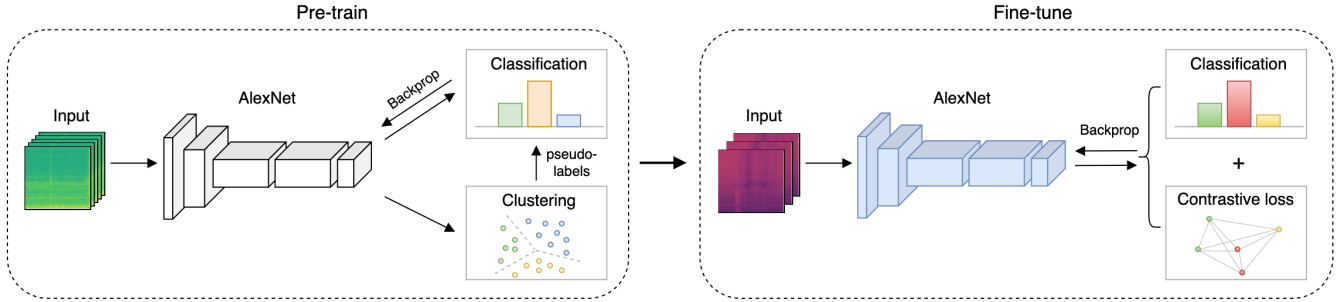 Pre-train
Input
AlexNet
Backprop
Classification
pseudo-
labels
Clustering
Fine-tune
Input
AlexNet
Backprop
Classification
+
Contrastive loss